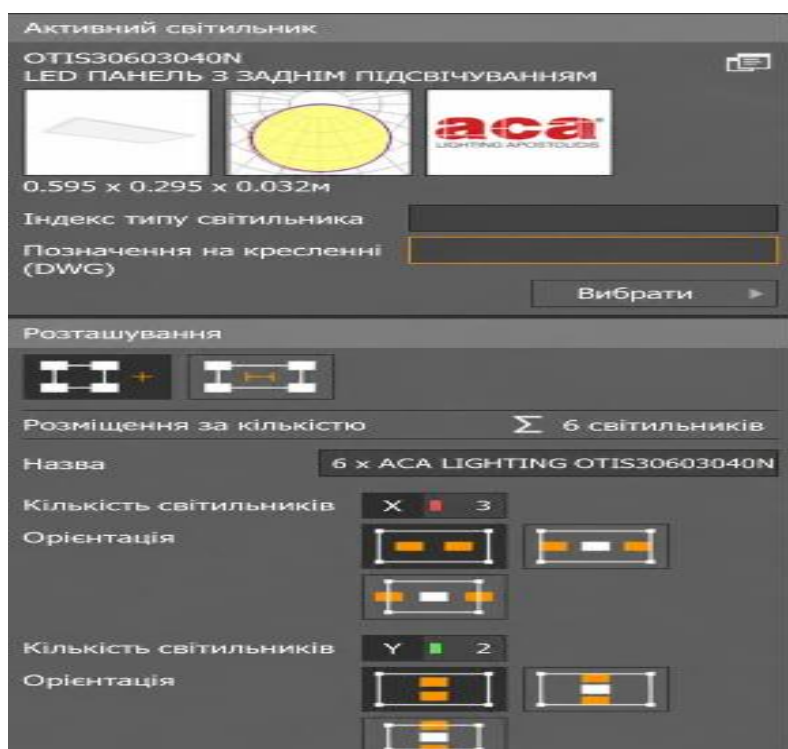 Активний світильник
OTIS30603040N
LED ПАНЕЛЬ З ЗАДНІМ ПІДСВІЧУВАННЯМ
aca
LIGHTING APOSTOLIDIS
0.595 x 0.295 x 0.032м
Індекс типу світильника
Позначення на кресленні
(DWG)
Вибрати
Розташування
Розміщення за кількістю Σ 6 світильників
Назва 6 x ACA LIGHTING OTIS30603040N
Кількість світильників X 3
Орієнтація
Кількість світильників Y 2
Орієнтація